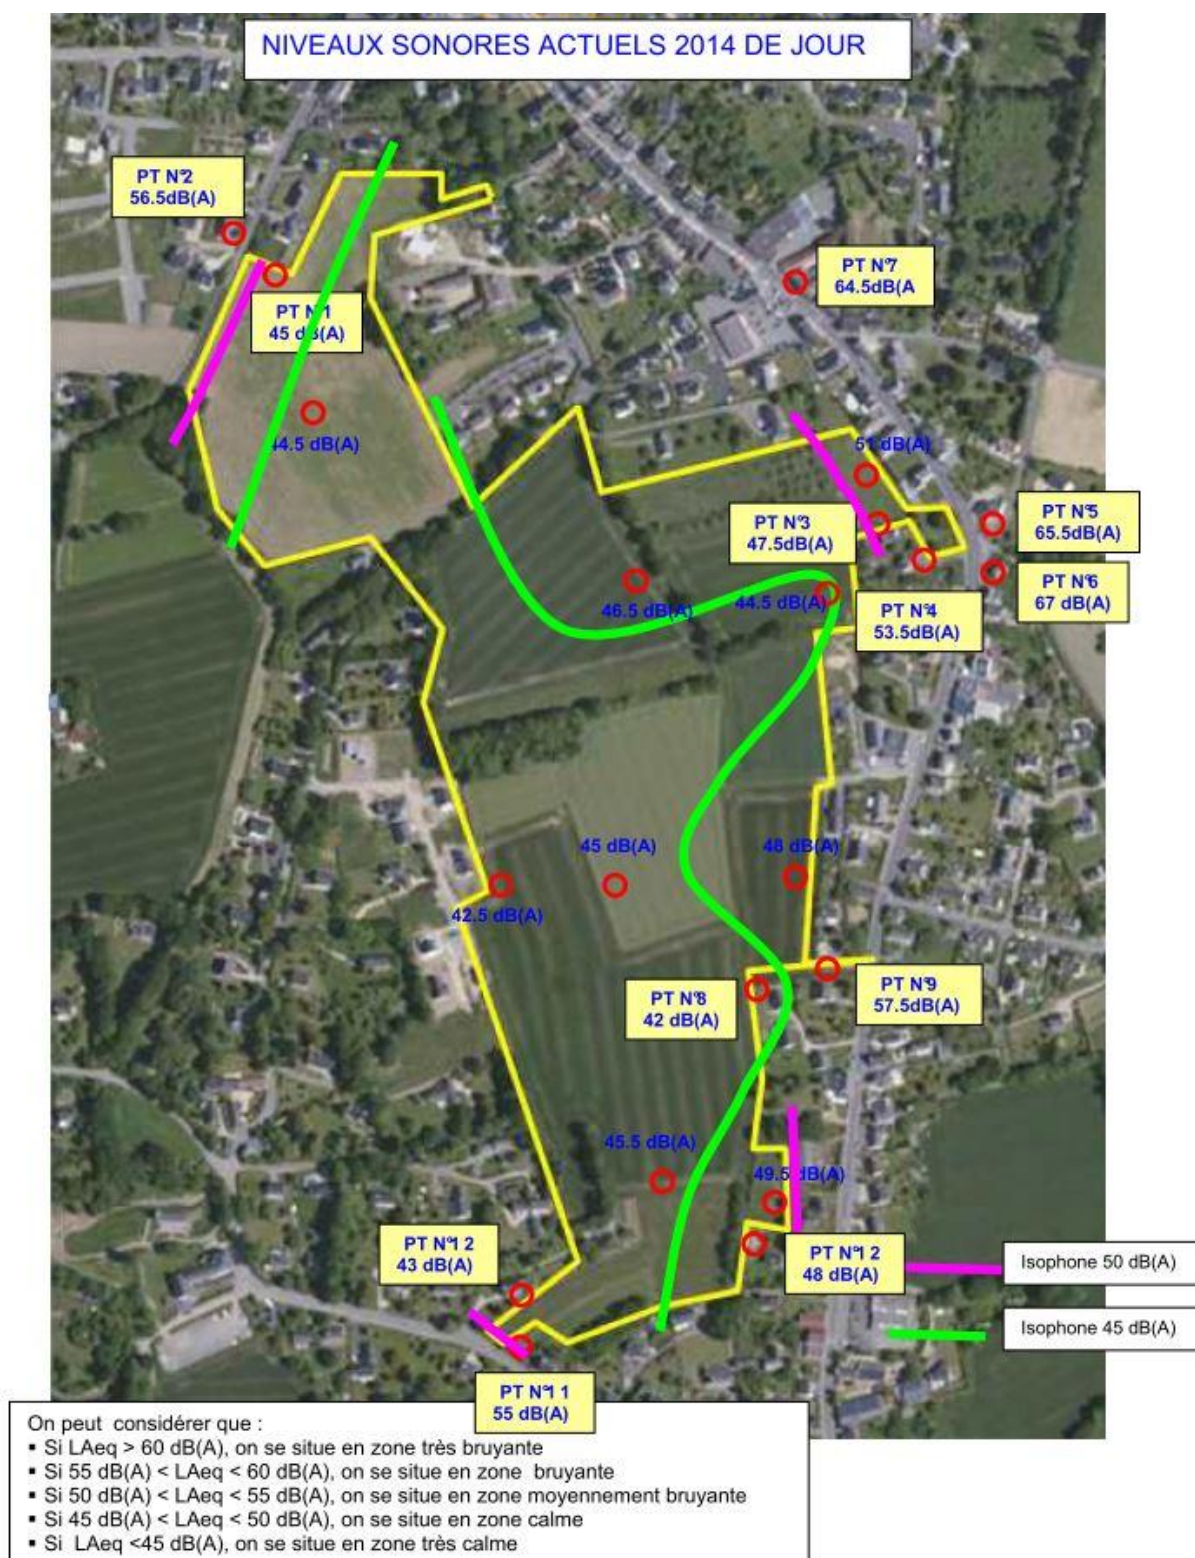 NIVEAUX SONORES ACTUELS 2014 DE JOUR
PT N°2
56.5dB(A)
PT N°1
45 dB(A)
44.5 dB(A)
PT N°7
64.5dB(A
51 dB(A)
PT N°3
47.5dB(A)
PT N°5
65.5dB(A)
PT N°6
67 dB(A)
46.5 dB(A)
44.5 dB(A)
PT N°4
53.5dB(A)
45 dB(A)
48 dB(A)
42.5 dB(A)
PT N°8
42 dB(A)
PT N°9
57.5dB(A)
45.5 dB(A)
49.5 dB(A)
PT N°12
43 dB(A)
PT N°12
48 dB(A)
Isophone 50 dB(A)
Isophone 45 dB(A)
PT N°11
55 dB(A)
On peut considérer que :
▪ Si LAeq > 60 dB(A), on se situe en zone très bruyante
▪ Si 55 dB(A) < LAeq < 60 dB(A), on se situe en zone bruyante
▪ Si 50 dB(A) < LAeq < 55 dB(A), on se situe en zone moyennement bruyante
▪ Si 45 dB(A) < LAeq < 50 dB(A), on se situe en zone calme
▪ Si LAeq <45 dB(A), on se situe en zone très calme